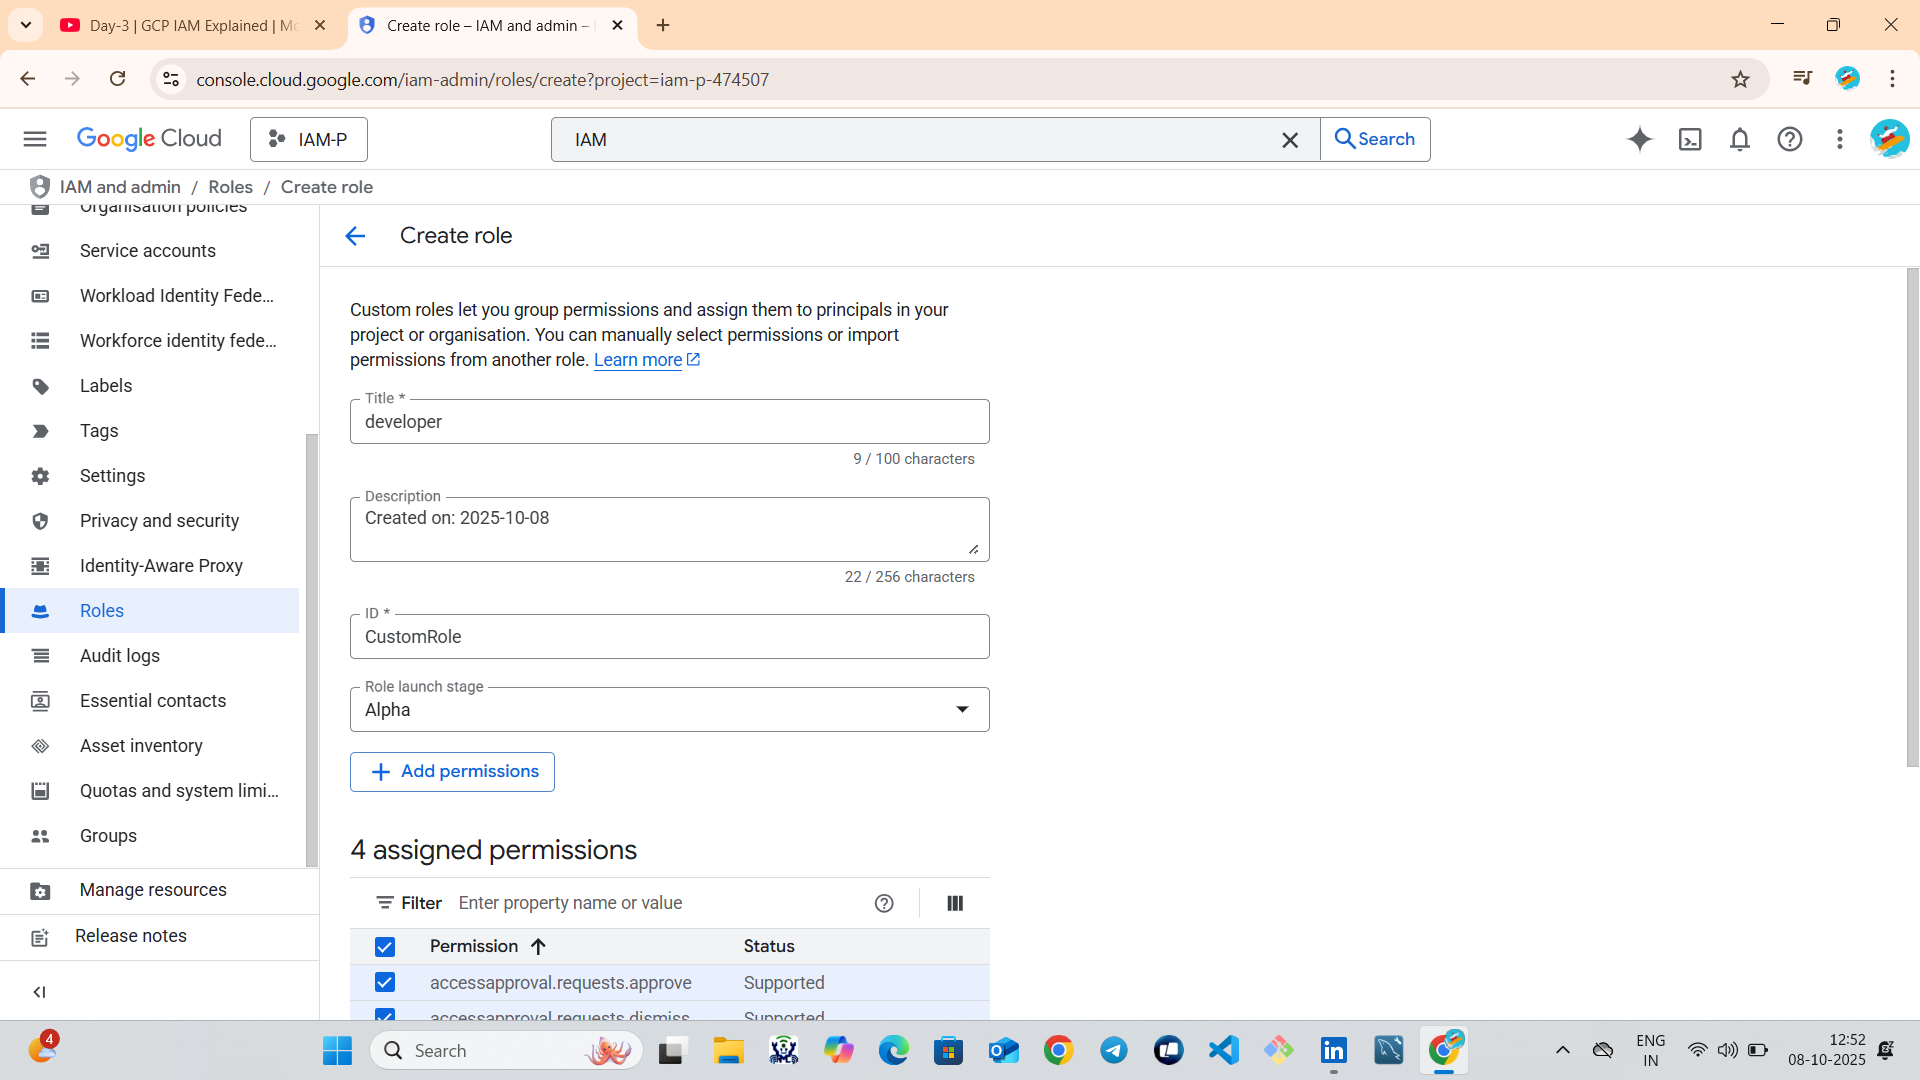 Day-3 | GCP IAM Explained | Mo
Create role – IAM and admin –
console.cloud.google.com/iam-admin/roles/create?project=iam-p-474507
Google Cloud
IAM-P
IAM
Search
IAM and admin / Roles / Create role
Organisation policies
Service accounts
Workload Identity Fede...
Workforce identity fede...
Labels
Tags
Settings
Privacy and security
Identity-Aware Proxy
Roles
Audit logs
Essential contacts
Asset inventory
Quotas and system limi...
Groups
Manage resources
Release notes
Create role
Custom roles let you group permissions and assign them to principals in your
project or organisation. You can manually select permissions or import
permissions from another role. Learn more
Title *
developer
9 / 100 characters
Description
Created on: 2025-10-08
22 / 256 characters
ID *
CustomRole
Role launch stage
Alpha
Add permissions
4 assigned permissions
Filter Enter property name or value
Permission Status
accessapproval.requests.approve Supported
accessapproval.requests.dismiss Supported
4
Search
ENG
IN
12:52
08-10-2025